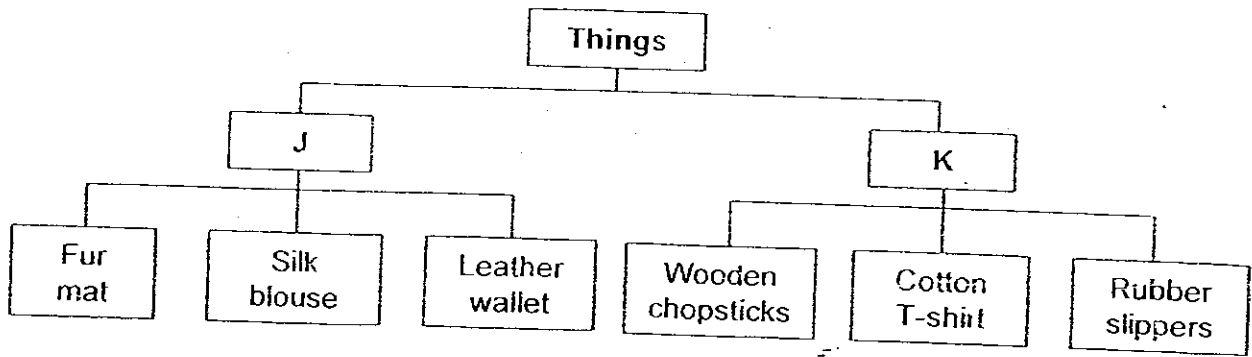 Things
J
K
Fur
mat
Silk
blouse
Leather
wallet
Wooden
chopsticks
Cotton
T-shirt
Rubber
slippers